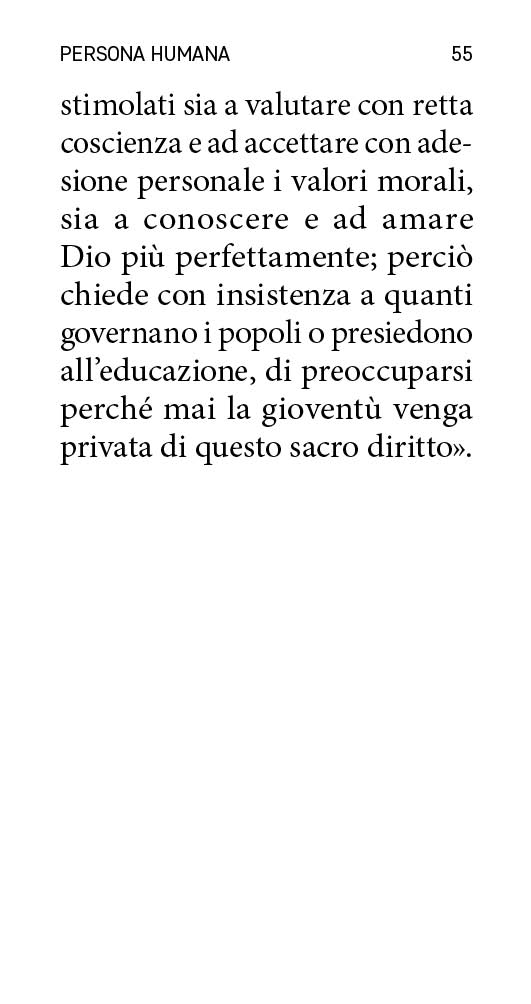 PERSONA HUMANA 55
stimolati sia a valutare con retta
coscienza e ad accettare con ade-
sione personale i valori morali,
sia a conoscere e ad amare
Dio più perfettamente; perciò
chiede con insistenza a quanti
governano i popoli o presiedono
all’educazione, di preoccuparsi
perché mai la gioventù venga
privata di questo sacro diritto».